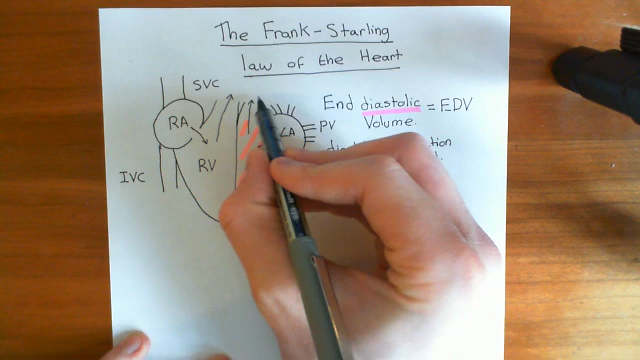 The Frank-Starling
law of the Heart
SVC
End diastolic = EDV
Volume.
RA
LA
PV
RV
IVC